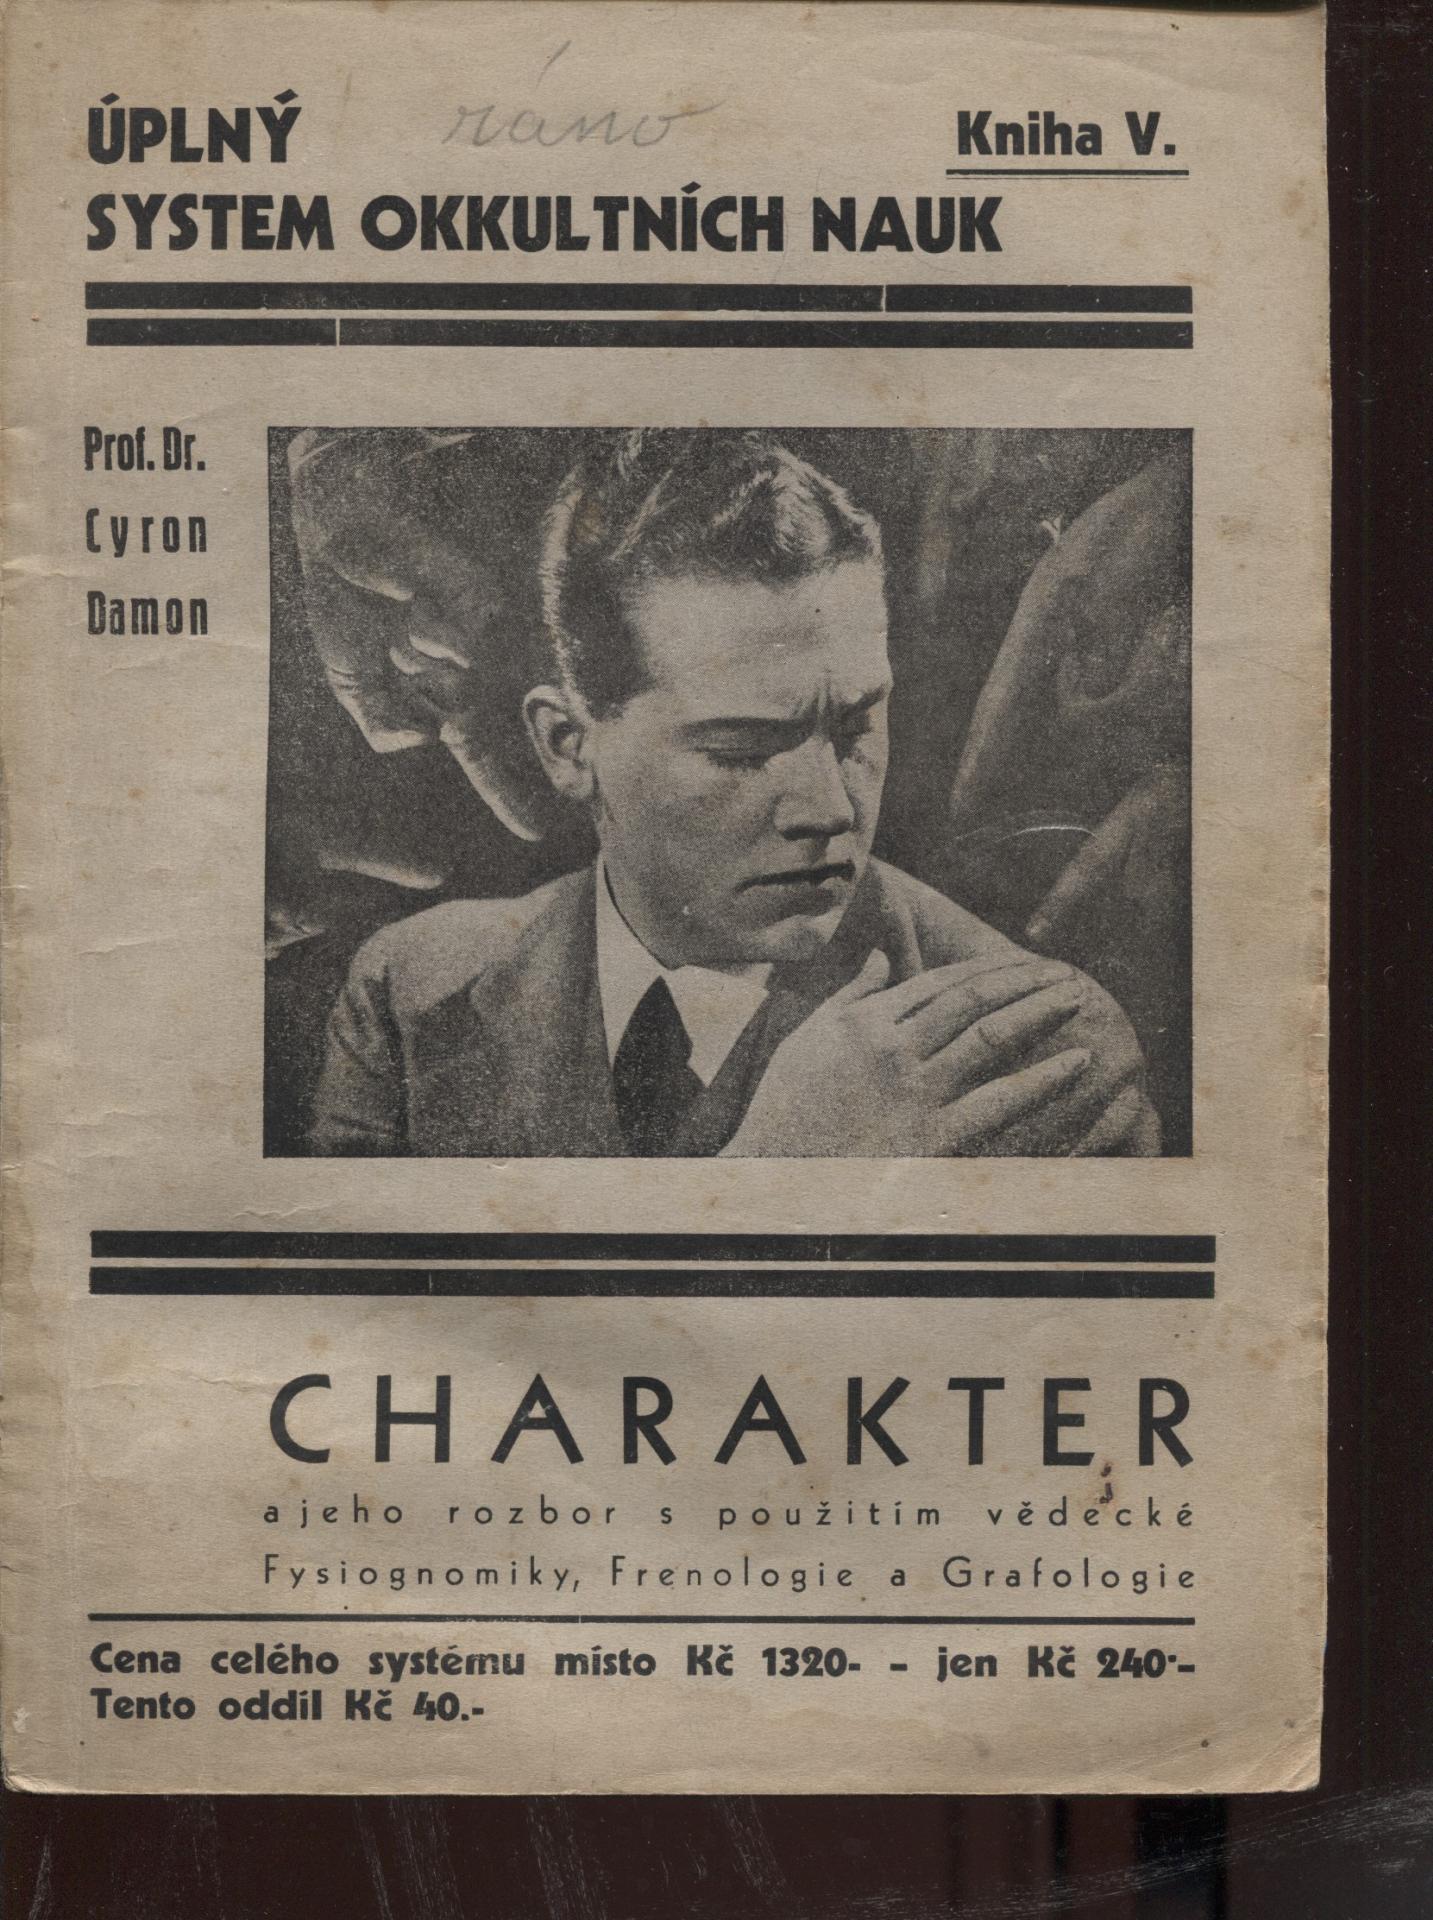 ÚPLNÝ
ráno
Kniha V.
SYSTEM OKKULTNÍCH NAUK
Prof. Dr.
Cyron
Damon
CHARAKTER
a jeho rozbor s použitím vědecké
Fysiognomiky, Frenologie a Grafologie
Cena celého systému místo Kč 1320- - jen Kč 240·-
Tento oddíl Kč 40.-